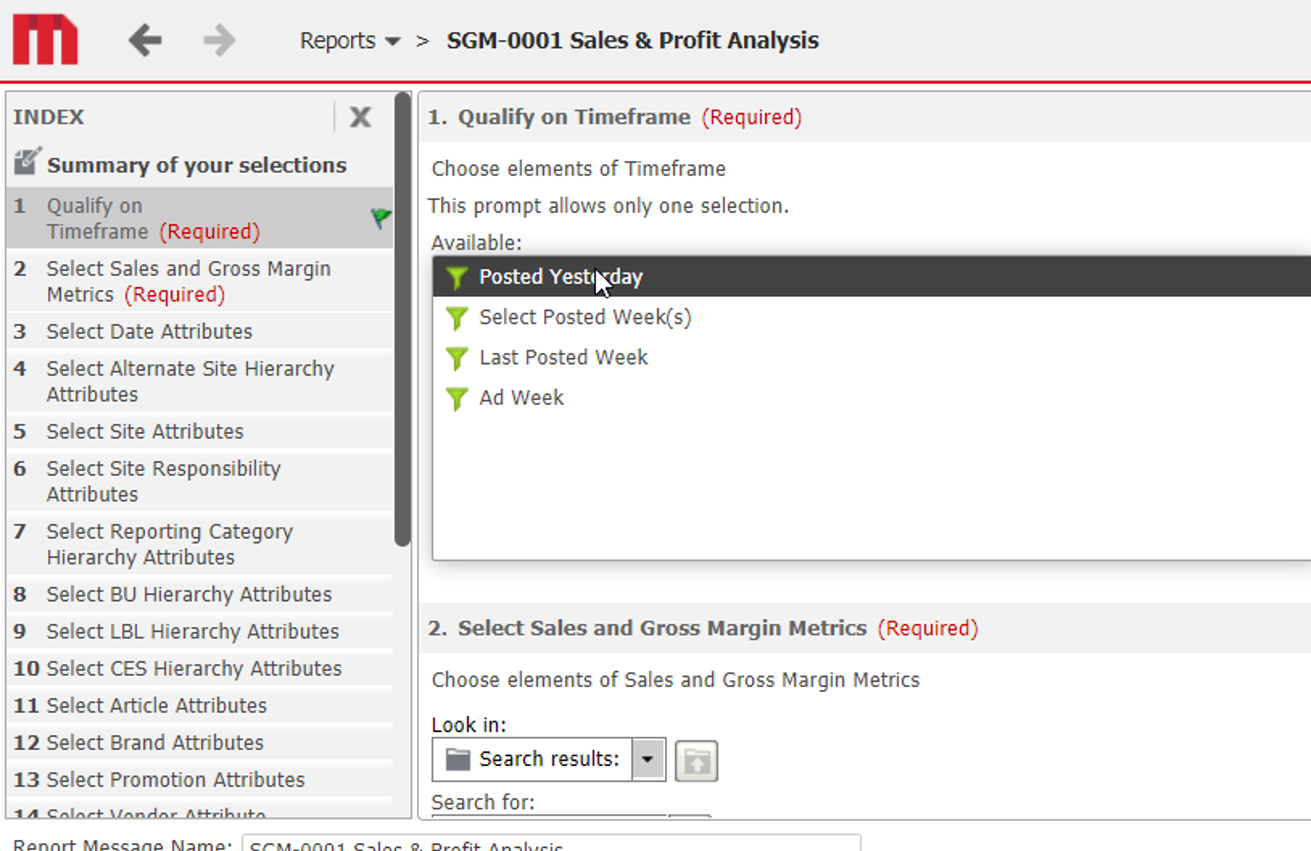 Reports > SGM-0001 Sales & Profit Analysis
INDEX
Summary of your selections
1 Qualify on
Timeframe (Required)
2 Select Sales and Gross Margin
Metrics (Required)
3 Select Date Attributes
4 Select Alternate Site Hierarchy
Attributes
5 Select Site Attributes
6 Select Site Responsibility
Attributes
7 Select Reporting Category
Hierarchy Attributes
8 Select BU Hierarchy Attributes
9 Select LBL Hierarchy Attributes
10 Select CES Hierarchy Attributes
11 Select Article Attributes
12 Select Brand Attributes
13 Select Promotion Attributes
14 Select Vendor Attribute
1. Qualify on Timeframe (Required)
Choose elements of Timeframe
This prompt allows only one selection.
Available:
Posted Yesterday
Select Posted Week(s)
Last Posted Week
Ad Week
2. Select Sales and Gross Margin Metrics (Required)
Choose elements of Sales and Gross Margin Metrics
Look in:
Search results:
Search for:
Report Message Name: SGM-0001 Sales & Profit Analysis